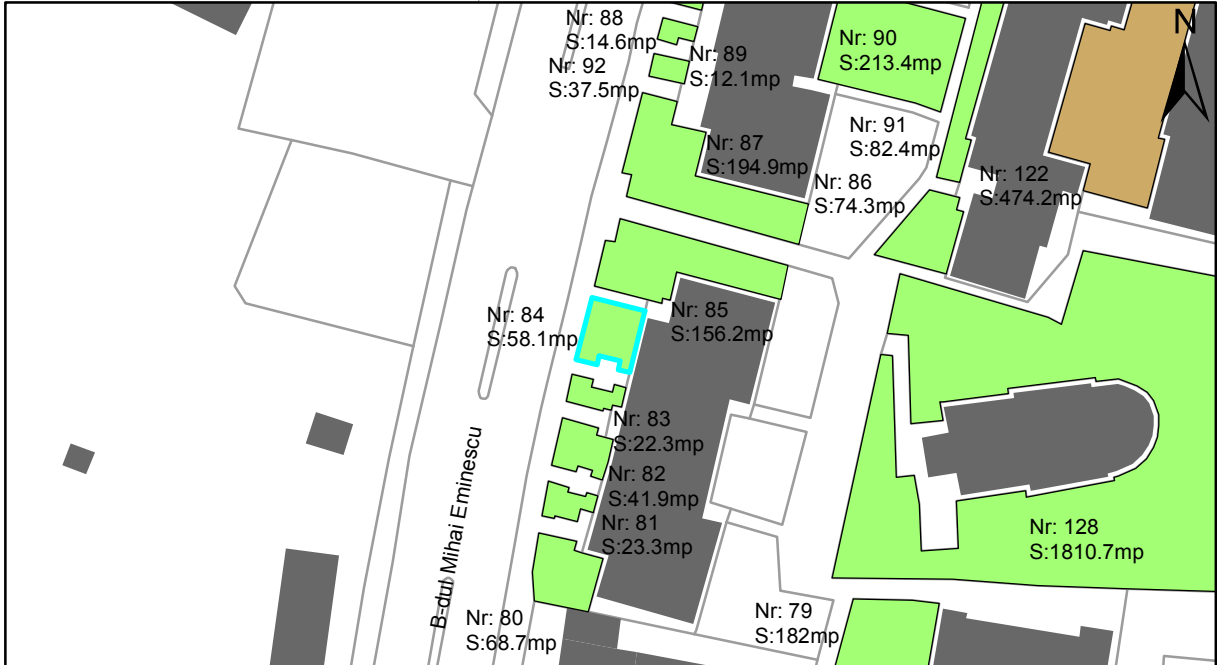 Nr: 88
S:14.6mp
Nr: 92
S:37.5mp
Nr: 89
S:12.1mp
Nr: 90
S:213.4mp
N
Nr: 87
S:194.9mp
Nr: 91
S:82.4mp
Nr: 86
S:74.3mp
Nr: 122
S:474.2mp
Nr: 84
S:58.1mp
Nr: 85
S:156.2mp
Nr: 83
S:22.3mp
Nr: 82
S:41.9mp
Nr: 81
S:23.3mp
B-dul Mihai Eminescu
Nr: 128
S:1810.7mp
Nr: 80
S:68.7mp
Nr: 79
S:182mp